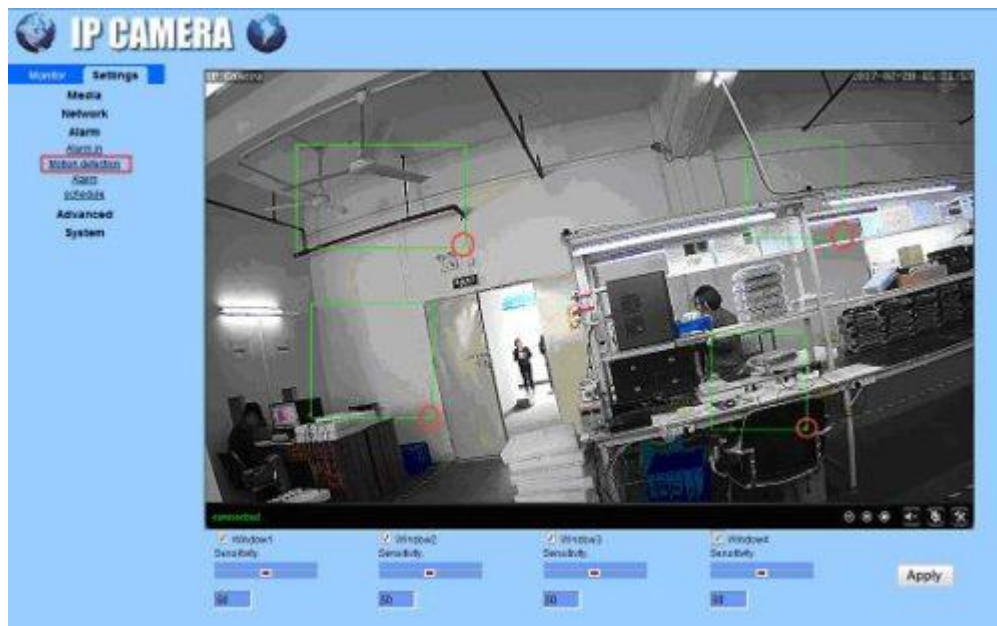 IP CAMERA
Monitor Settings
Media
Network
Alarm
Alarm in
Motion detection
Alarm
schedule
Advanced
System
IP Camera
connected
Window1 Window2 Window3 Window4
Sensitivity Sensitivity Sensitivity Sensitivity
50 50 50 50
Apply